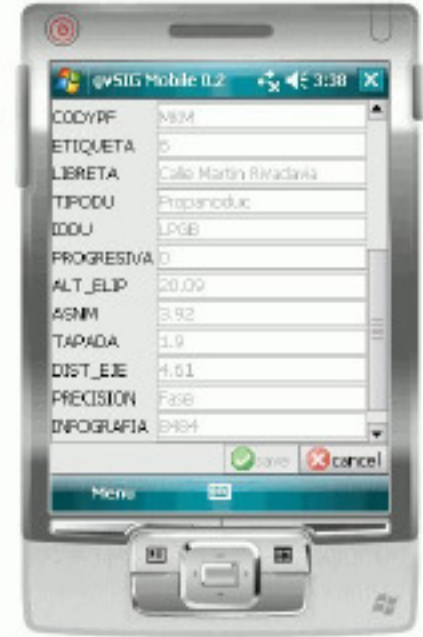 gvSIG Mobile 0.2 3:38
CODYPF MKM
ETIQUETA 5
LIBRETA Calle Martin Rivadavia
TIPODU Propanoduc
IDDU LPGB
PROGRESIVA 0
ALT_ELIP 20.09
ASNM 3.92
TAPADA 1.9
DIST_EJE 4.61
PRECISION Fase
INFOGRAFIA 8484
save cancel
Menu